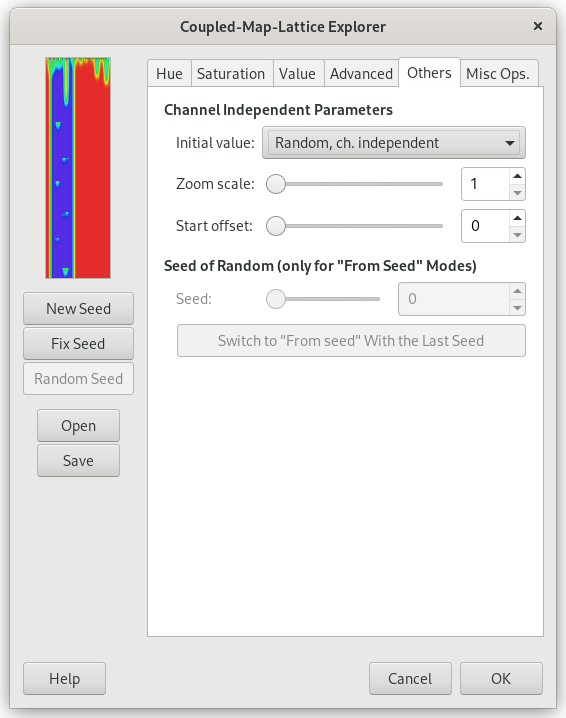 Coupled-Map-Lattice Explorer
×
Hue Saturation Value Advanced Others Misc Ops.
Channel Independent Parameters
Initial value: Random, ch. independent
Zoom scale: 1
Start offset: 0
Seed of Random (only for "From Seed" Modes)
Seed: 0
Switch to "From seed" With the Last Seed
New Seed
Fix Seed
Random Seed
Open
Save
Help Cancel OK